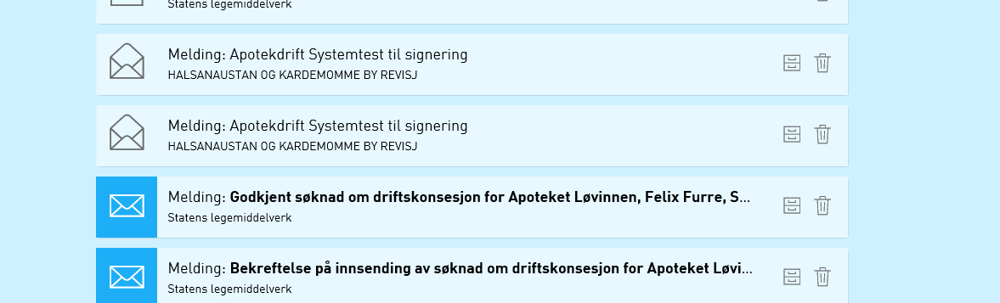 Statens legemiddelverk
Melding: Apotekdrift Systemtest til signering
HALSANAUSTAN OG KARDEMOMME BY REVISJ
Melding: Apotekdrift Systemtest til signering
HALSANAUSTAN OG KARDEMOMME BY REVISJ
Melding: Godkjent søknad om driftskonsesjon for Apoteket Løvinnen, Felix Furre, S...
Statens legemiddelverk
Melding: Bekreftelse på innsending av søknad om driftskonsesjon for Apoteket Løvi...
Statens legemiddelverk